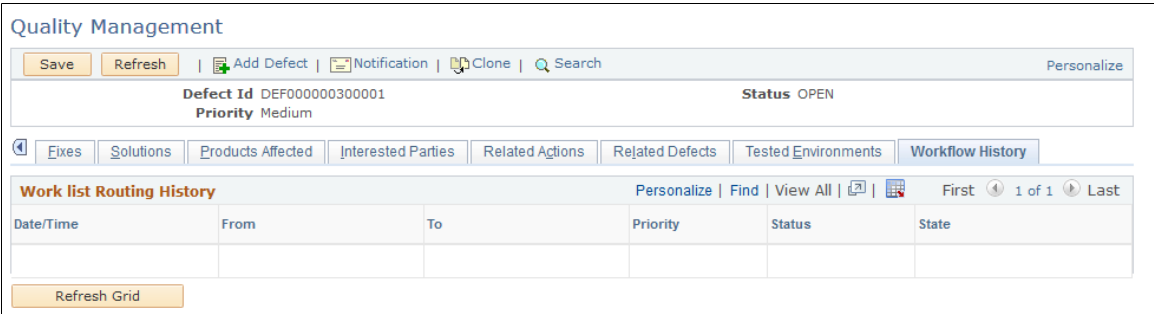 Quality Management
Save Refresh | Add Defect | Notification | Clone | Search Personalize
Defect Id DEF000000300001 Status OPEN
Priority Medium
Fixes Solutions Products Affected Interested Parties Related Actions Related Defects Tested Environments Workflow History
Work list Routing History Personalize | Find | View All | | First 1 of 1 Last
Date/Time From To Priority Status State
Refresh Grid